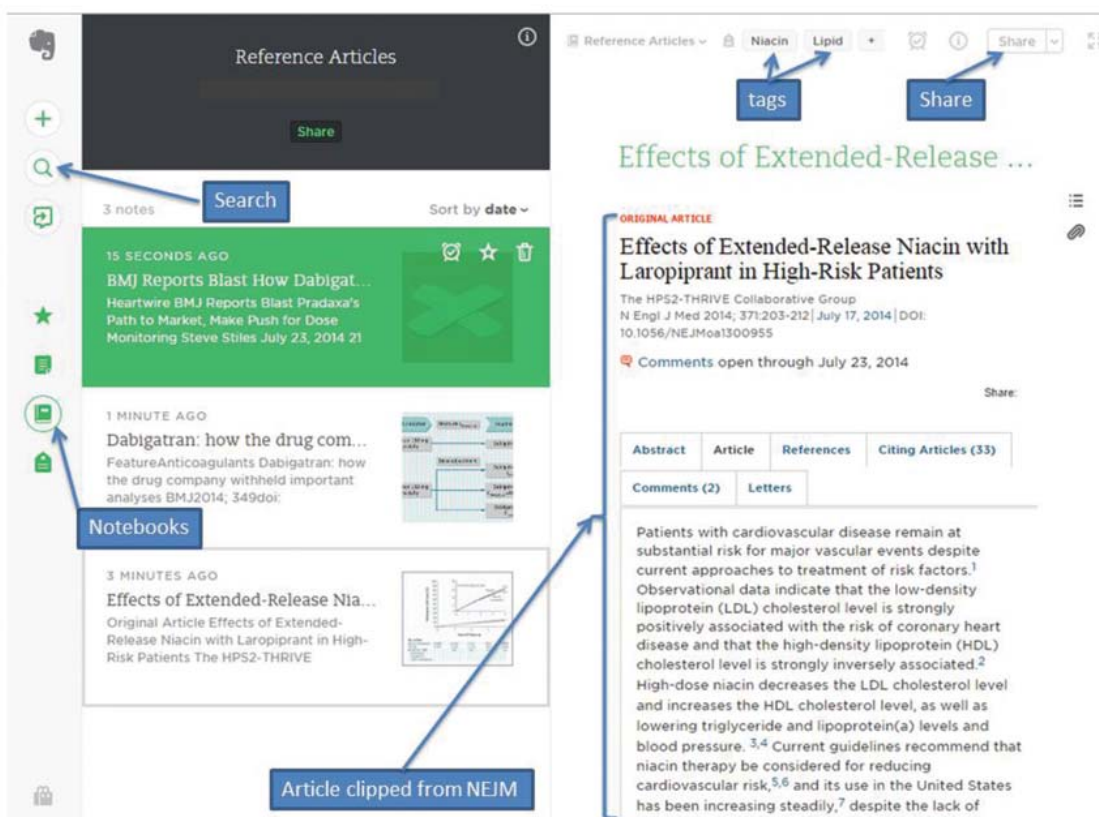 Reference Articles
Share
Search
3 notes
Sort by date
15 SECONDS AGO
BMJ Reports Blast How Dabigat...
Heartwire BMJ Reports Blast Pradaxa's
Path to Market, Make Push for Dose
Monitoring Steve Stiles July 23, 2014 21
1 MINUTE AGO
Dabigatran: how the drug com...
FeatureAnticoagulants Dabigatran: how
the drug company withheld important
analyses BMJ2014; 349doi:
Notebooks
3 MINUTES AGO
Effects of Extended-Release Nia...
Original Article Effects of Extended-
Release Niacin with Laropiprant in High-
Risk Patients The HPS2-THRIVE
Article clipped from NEJM
Reference Articles
Niacin
Lipid
+
Share
tags
Share
Effects of Extended-Release ...
ORIGINAL ARTICLE
Effects of Extended-Release Niacin with
Laropiprant in High-Risk Patients
The HPS2-THRIVE Collaborative Group
N Engl J Med 2014; 371:203-212| July 17, 2014| DOI:
10.1056/NEJMoa1300955
Comments open through July 23, 2014
Share:
Abstract Article References Citing Articles (33)
Comments (2) Letters
Patients with cardiovascular disease remain at
substantial risk for major vascular events despite
current approaches to treatment of risk factors.1
Observational data indicate that the low-density
lipoprotein (LDL) cholesterol level is strongly
positively associated with the risk of coronary heart
disease and that the high-density lipoprotein (HDL)
cholesterol level is strongly inversely associated.2
High-dose niacin decreases the LDL cholesterol level
and increases the HDL cholesterol level, as well as
lowering triglyceride and lipoprotein(a) levels and
blood pressure. 3,4 Current guidelines recommend that
niacin therapy be considered for reducing
cardiovascular risk,5,6 and its use in the United States
has been increasing steadily,7 despite the lack of